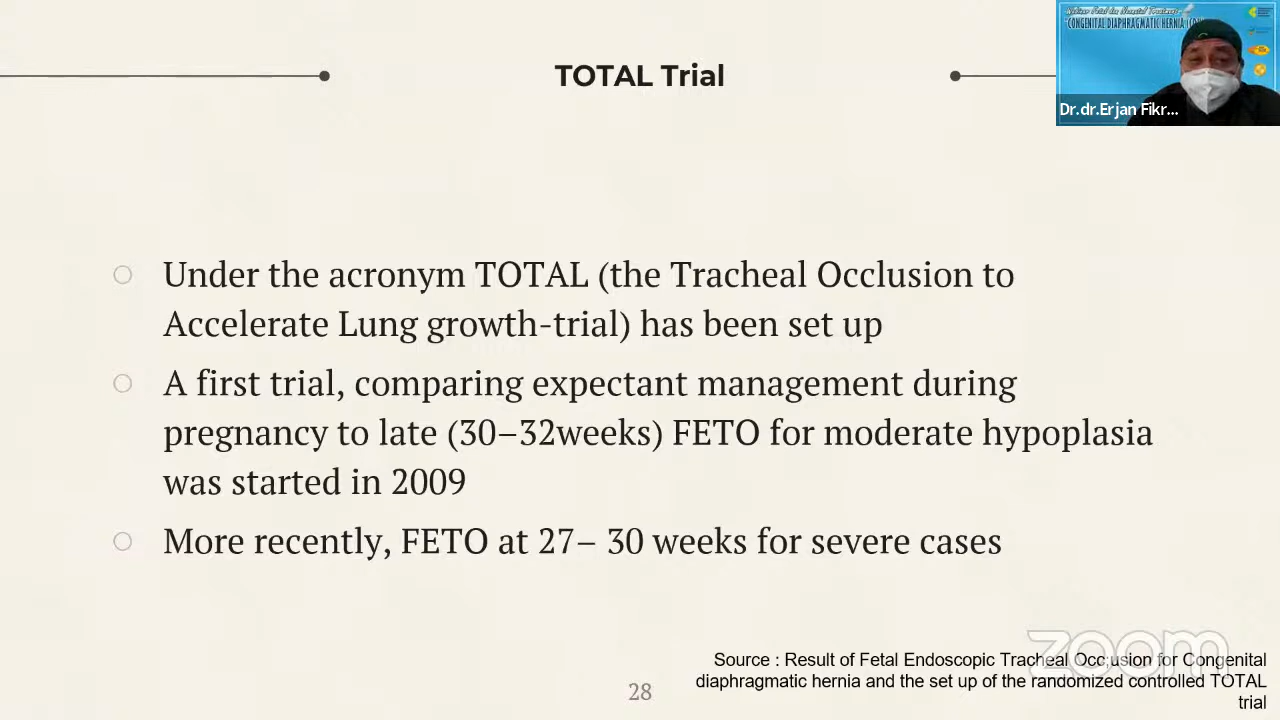 TOTAL Trial
"CONGENITAL DIAPHRAGMATIC HERNIA
Dr.dr.Erjan Fikr...
Under the acronym TOTAL (the Tracheal Occlusion to
Accelerate Lung growth-trial) has been set up
A first trial, comparing expectant management during
pregnancy to late (30–32weeks) FETO for moderate hypoplasia
was started in 2009
More recently, FETO at 27– 30 weeks for severe cases
zoom
Source : Result of Fetal Endoscopic Tracheal Occlusion for Congenital
diaphragmatic hernia and the set up of the randomized controlled TOTAL
trial
28